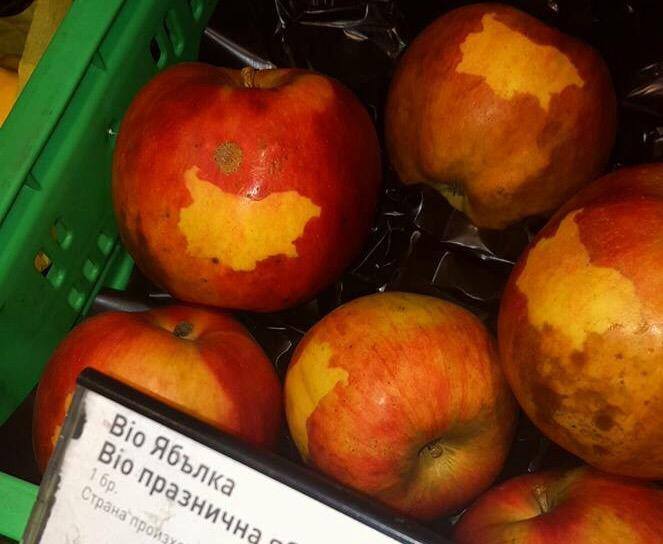 Bio Ябълка
Bio празнична
1 бр.
Страна